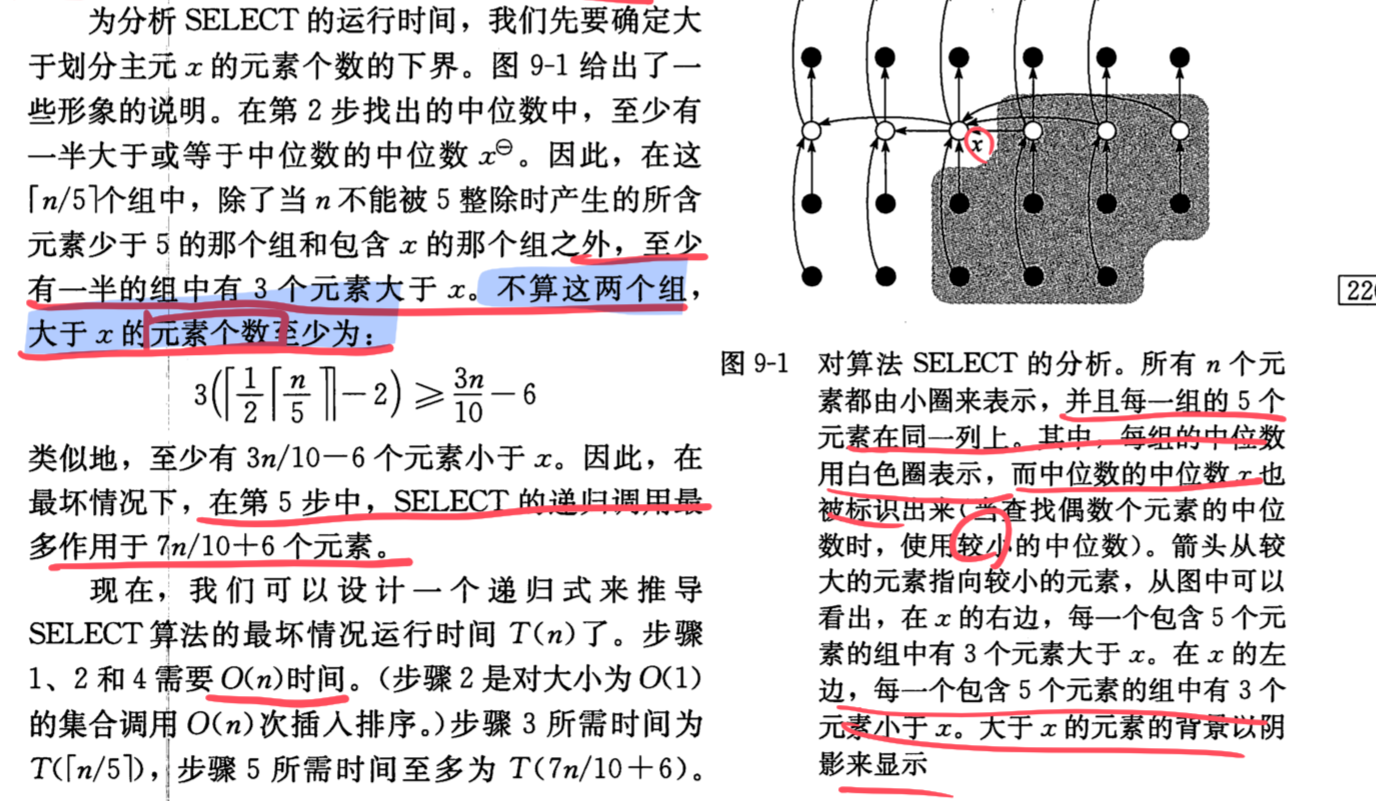 为分析 SELECT 的运行时间，我们先要确定大
于划分主元 x 的元素个数的下界。图 9-1 给出了一
些形象的说明。在第 2 步找出的中位数中，至少有
一半大于或等于中位数的中位数 x⊖。因此，在这
⌈n/5⌉个组中，除了当 n 不能被 5 整除时产生的所含
元素少于 5 的那个组和包含 x 的那个组之外，至少
有一半的组中有 3 个元素大于 x。不算这两个组，
大于 x 的元素个数至少为：
3(⌈1/2⌈n/5⌉⌉−2) ⩾ 3n/10 − 6
类似地，至少有 3n/10−6 个元素小于 x。因此，在
最坏情况下，在第 5 步中，SELECT 的递归调用最
多作用于 7n/10+6 个元素。
现在，我们可以设计一个递归式来推导
SELECT 算法的最坏情况运行时间 T(n)了。步骤
1、2 和 4 需要 O(n)时间。（步骤 2 是对大小为 O(1)
的集合调用 O(n)次插入排序。）步骤 3 所需时间为
T(⌈n/5⌉)，步骤 5 所需时间至多为 T(7n/10+6)。
x
图 9-1 对算法 SELECT 的分析。所有 n 个元
素都由小圈来表示，并且每一组的 5 个
元素在同一列上。其中，每组的中位数
用白色圈表示，而中位数的中位数 x 也
被标识出来（当查找偶数个元素的中位
数时，使用较小的中位数）。箭头从较
大的元素指向较小的元素，从图中可以
看出，在 x 的右边，每一个包含 5 个元
素的组中有 3 个元素大于 x。在 x 的左
边，每一个包含 5 个元素的组中有 3 个
元素小于 x。大于 x 的元素的背景以阴
影来显示